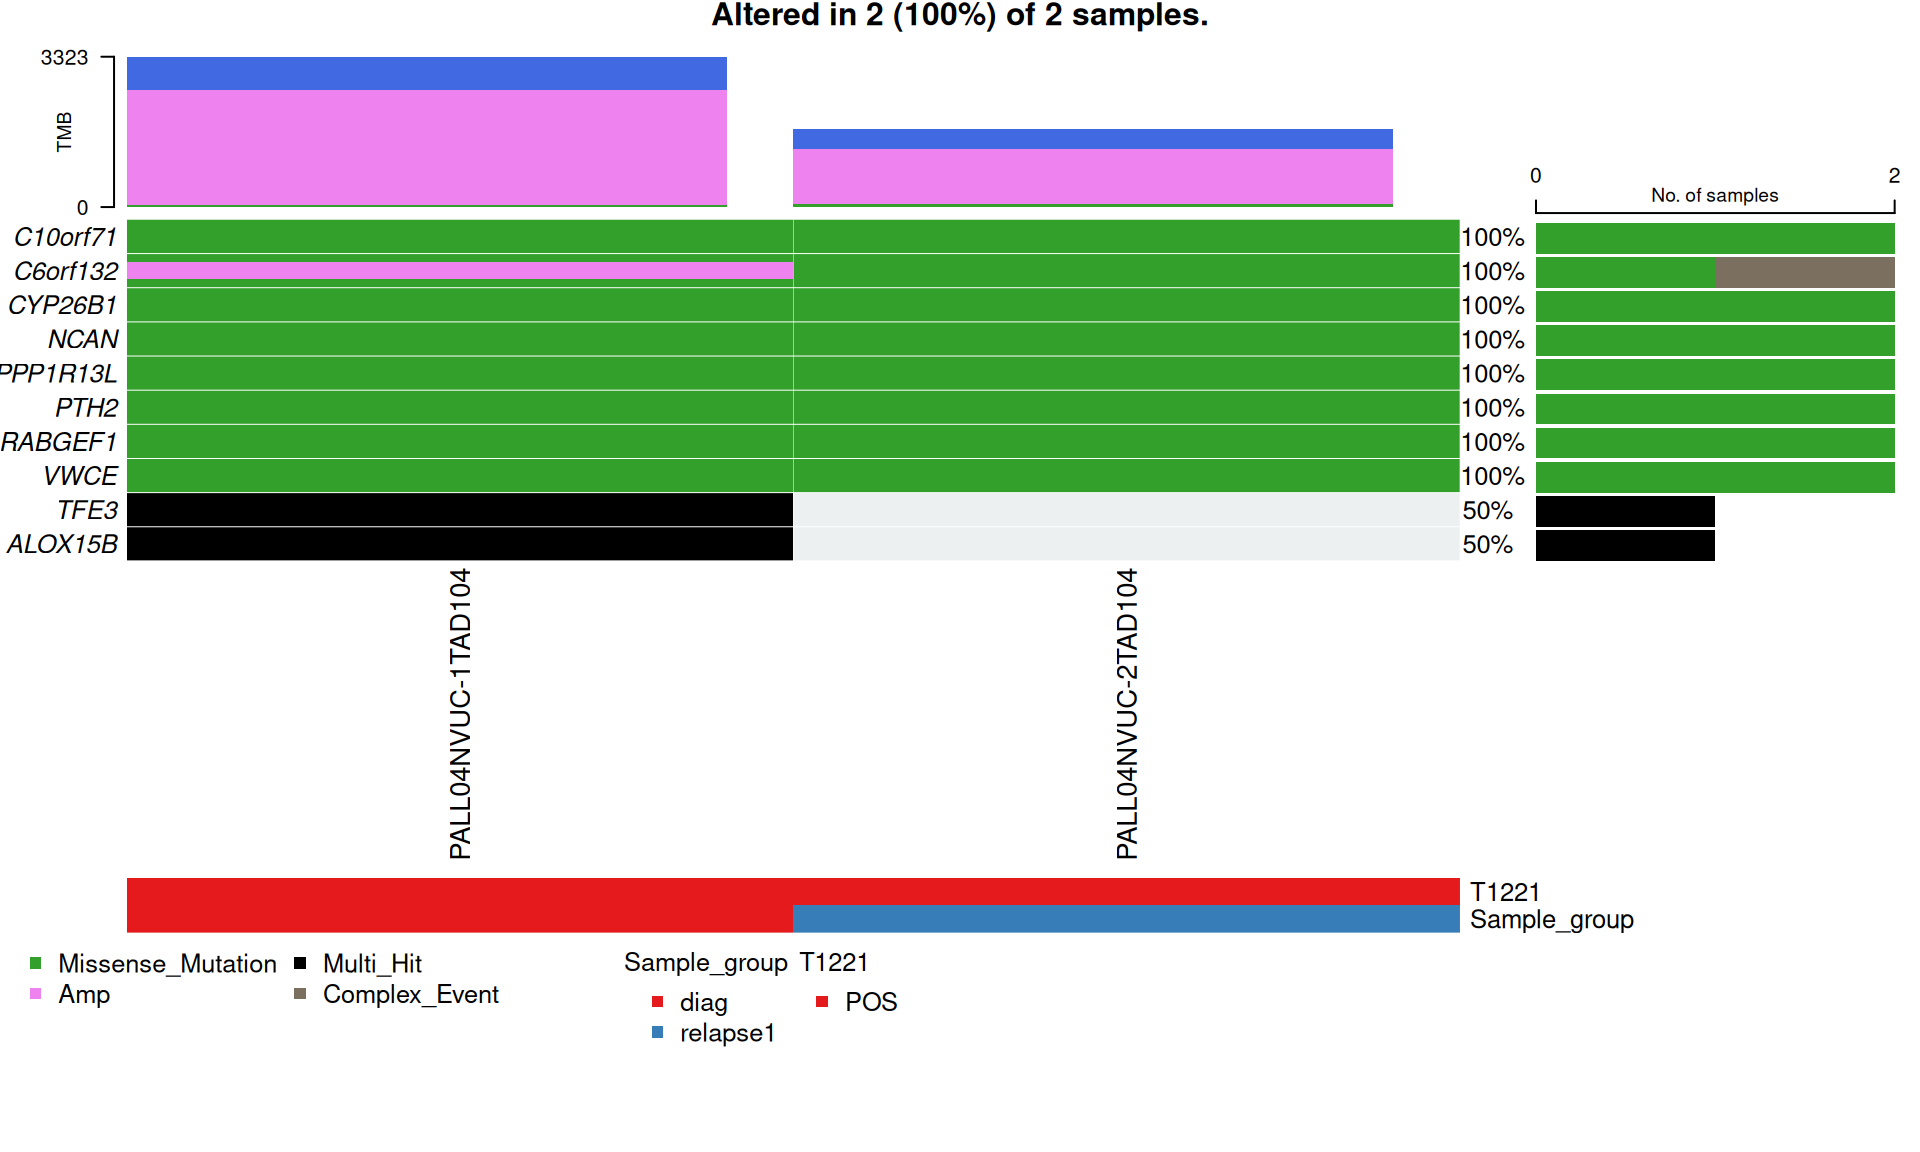 Altered in 2 (100%) of 2 samples.
3323
TMB
0
0 2
No. of samples
C10orf71 100%
C6orf132 100%
CYP26B1 100%
NCAN 100%
PPP1R13L 100%
PTH2 100%
RABGEF1 100%
VWCE 100%
TFE3 50%
ALOX15B 50%
PALL04NVUC-1TAD104
PALL04NVUC-2TAD104
T1221
Sample_group
Missense_Mutation Multi_Hit
Amp Complex_Event
Sample_group T1221
diag POS
relapse1